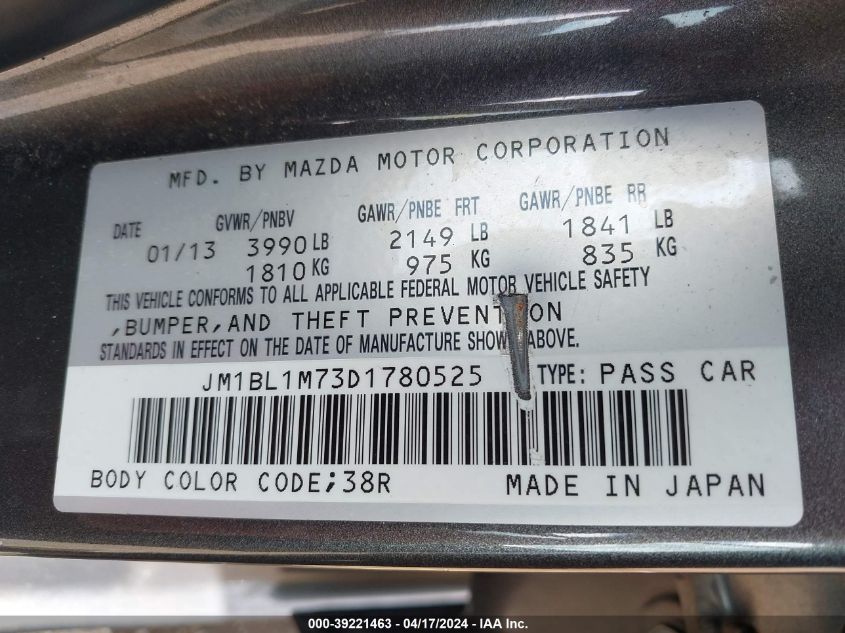 MFD. BY MAZDA MOTOR CORPORATION
DATE GVWR/PNBV GAWR/PNBE FRT GAWR/PNBE RR
01/13 3990 LB 2149 LB 1841 LB
1810 KG 975 KG 835 KG
THIS VEHICLE CONFORMS TO ALL APPLICABLE FEDERAL MOTOR VEHICLE SAFETY
,BUMPER,AND THEFT PREVENTION
STANDARDS IN EFFECT ON THE DATE OF MANUFACTURE SHOWN ABOVE.
JM1BL1M73D1780525 TYPE: PASS CAR
BODY COLOR CODE;38R MADE IN JAPAN
000-39221463 - 04/17/2024 - IAA Inc.